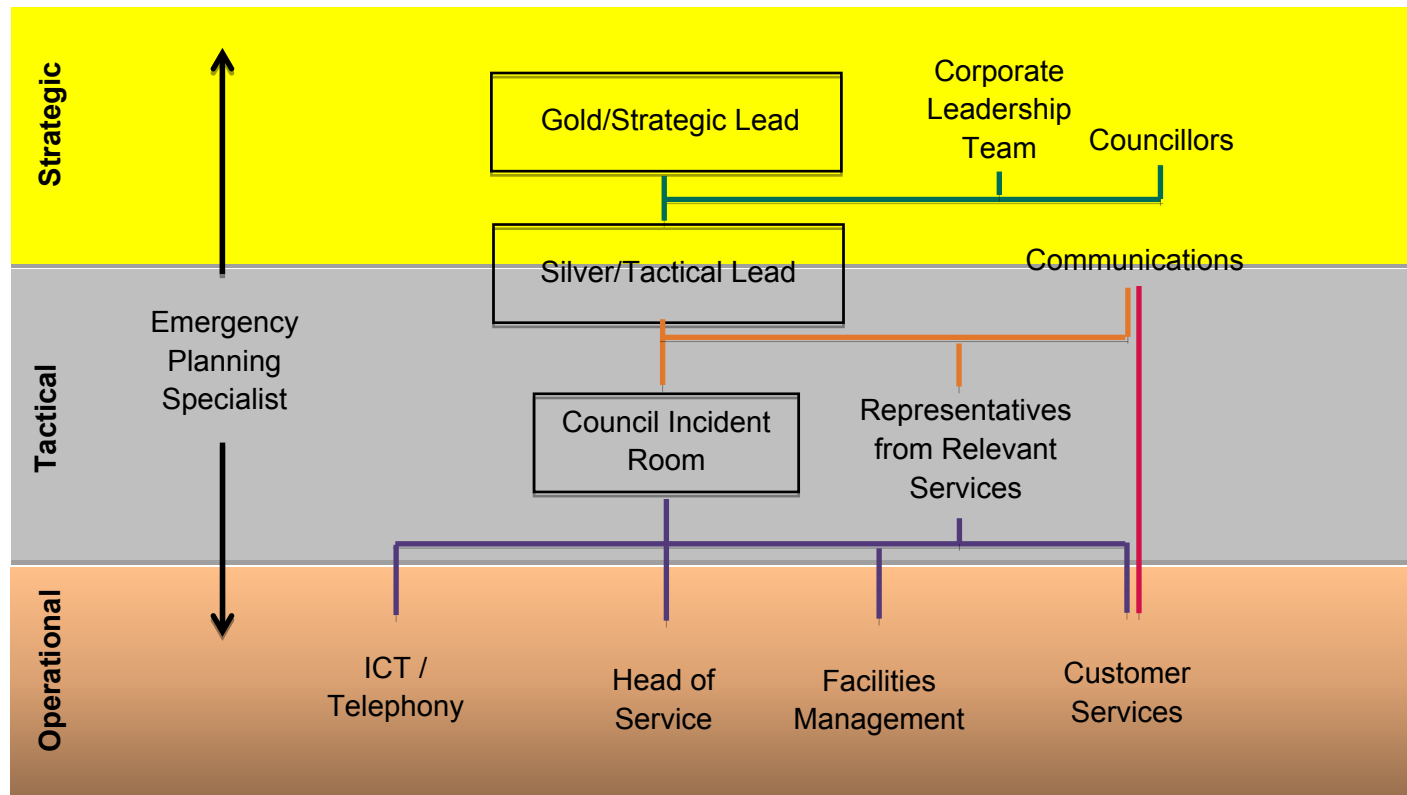 Strategic
Gold/Strategic Lead
Corporate
Leadership
Team
Councillors
Silver/Tactical Lead
Communications
Tactical
Emergency
Planning
Specialist
Council Incident
Room
Representatives
from Relevant
Services
Operational
ICT /
Telephony
Head of
Service
Facilities
Management
Customer
Services